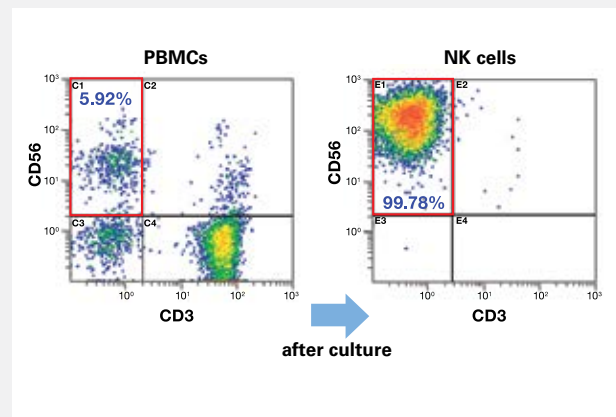 PBMCs
10³
10²
10¹
10⁰
CD56
C1
C2
5.92%
C3
C4
10⁰
10¹
10²
10³
CD3
after culture
NK cells
10³
10²
10¹
10⁰
CD56
E1
E2
99.78%
E3
E4
10⁰
10¹
10²
10³
CD3